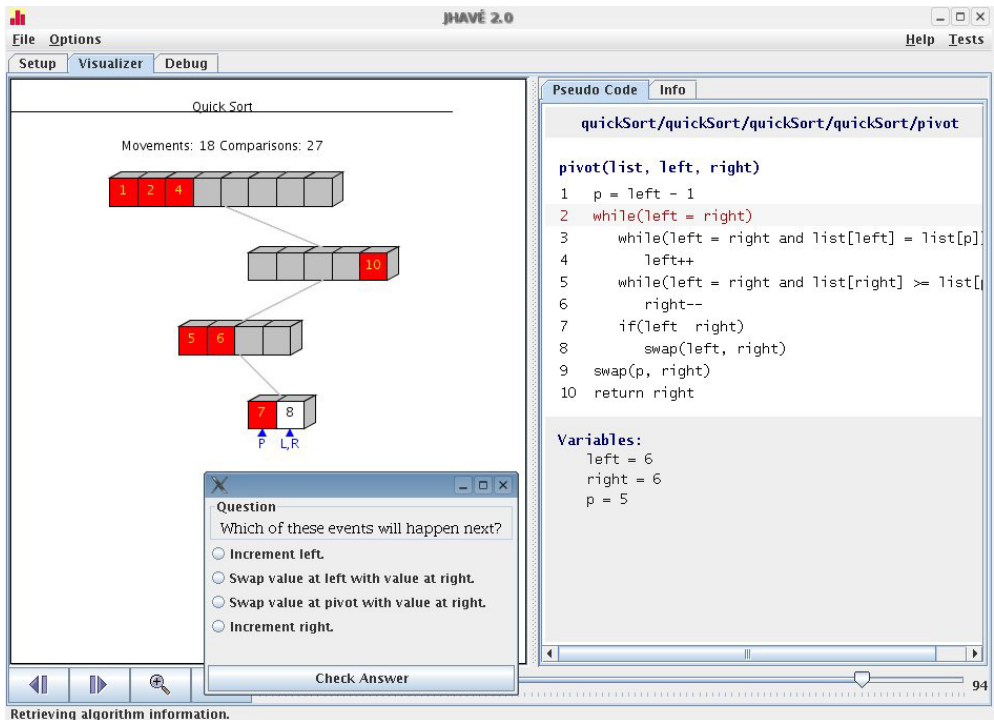 JHAVÉ 2.0
File Options Help Tests
Setup Visualizer Debug
Quick Sort
Movements: 18 Comparisons: 27
1 2 4
10
5 6
7 8
P L,R
Pseudo Code Info
quickSort/quickSort/quickSort/quickSort/pivot
pivot(list, left, right)
1 p = left - 1
2 while(left = right)
3 while(left = right and list[left] = list[p])
4 left++
5 while(left = right and list[right] >= list[
6 right--
7 if(left right)
8 swap(left, right)
9 swap(p, right)
10 return right
Variables:
left = 6
right = 6
p = 5
Question
Which of these events will happen next?
Increment left.
Swap value at left with value at right.
Swap value at pivot with value at right.
Increment right.
Check Answer
94
Retrieving algorithm information.